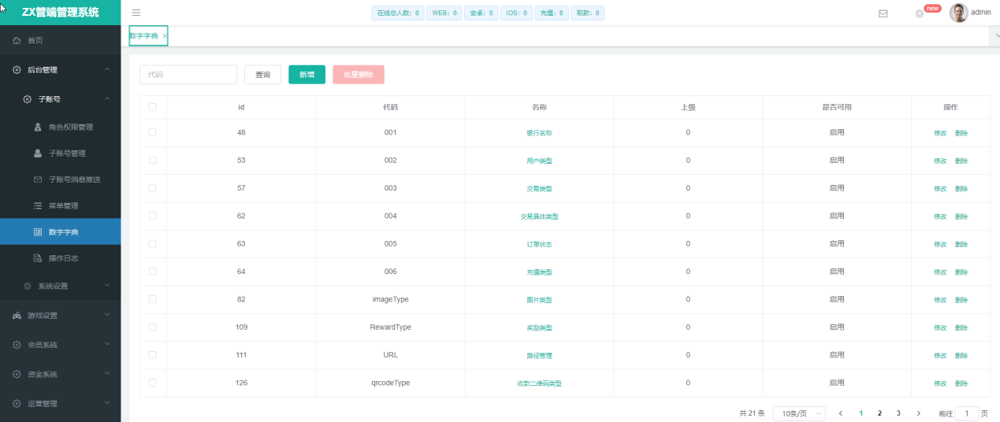 ZX管端管理系统
在线总人数: 0 WEB: 0 安卓: 0 IOS: 0 充值: 8 取款: 0
new
admin
数字字典 ×
首页
后台管理
子账号
角色权限管理
子账号管理
子账号消息推送
菜单管理
数字字典
操作日志
系统设置
游戏设置
会员系统
资金系统
运营管理
代码 查询 新增 批量删除
id 代码 名称 上级 是否可用 操作
48 001 银行名称 0 启用 修改 删除
53 002 用户类型 0 启用 修改 删除
57 003 交易类型 0 启用 修改 删除
62 004 交易具体类型 0 启用 修改 删除
63 005 订单状态 0 启用 修改 删除
64 006 充值类型 0 启用 修改 删除
82 imageType 图片类型 0 启用 修改 删除
109 RewardType 奖励类型 0 启用 修改 删除
111 URL 路径管理 0 启用 修改 删除
126 qrcodeType 收款二维码类型 0 启用 修改 删除
共 21 条 10条/页 < 1 2 3 > 前往 1 页